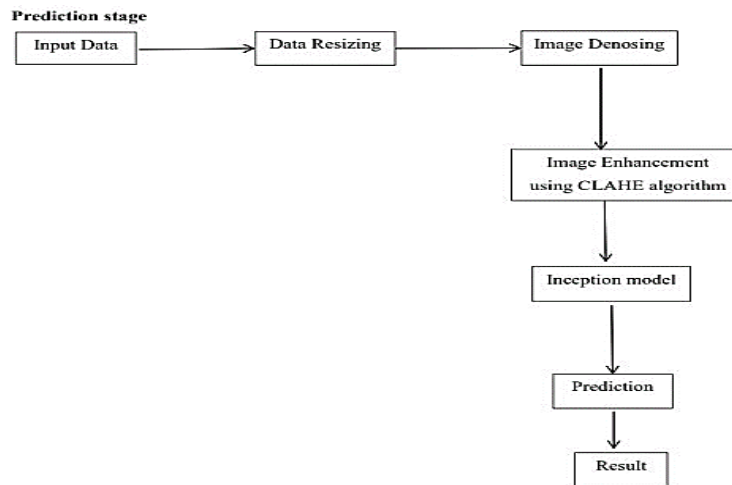 Prediction stage
Input Data
Data Resizing
Image Denosing
Image Enhancement
using CLAHE algorithm
Inception model
Prediction
Result